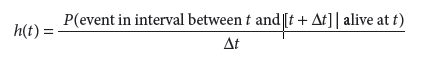 h(t) = P(event in interval between t and [t + Δt] | alive at t) / Δt